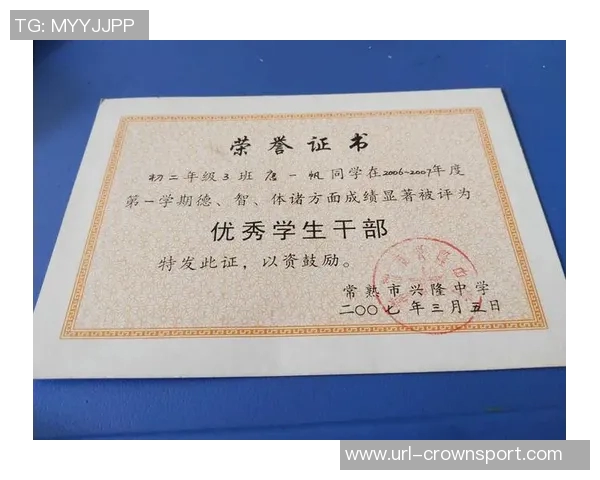 TG: MYYJJPP
荣誉证书
初二年级3班唐一帆同学在2006~2007年度
第一学期德、智、体诸方面成绩显著被评为
优秀学生干部
特发此证，以资鼓励。
常熟市兴隆中学
二〇〇七年三月五日
www.url-crownsport.com